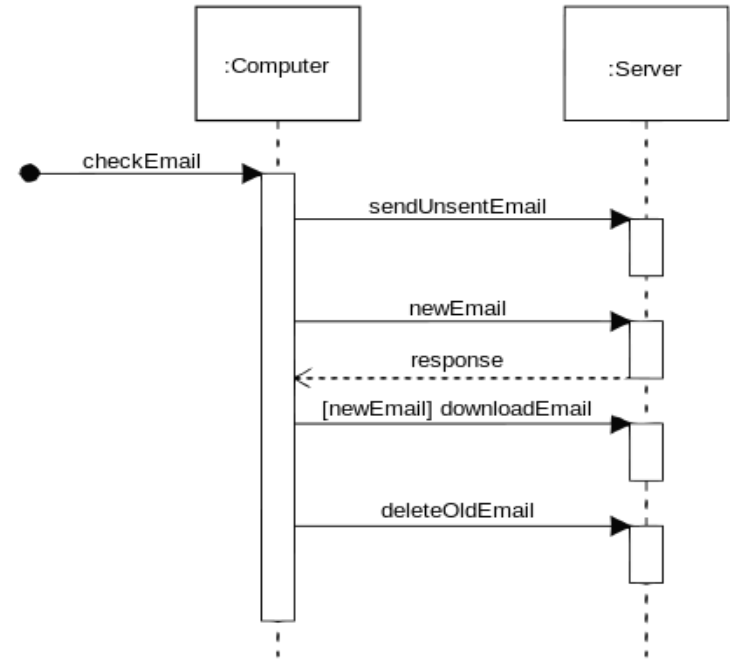 :Computer
:Server
checkEmail
sendUnsentEmail
newEmail
response
[newEmail] downloadEmail
deleteOldEmail